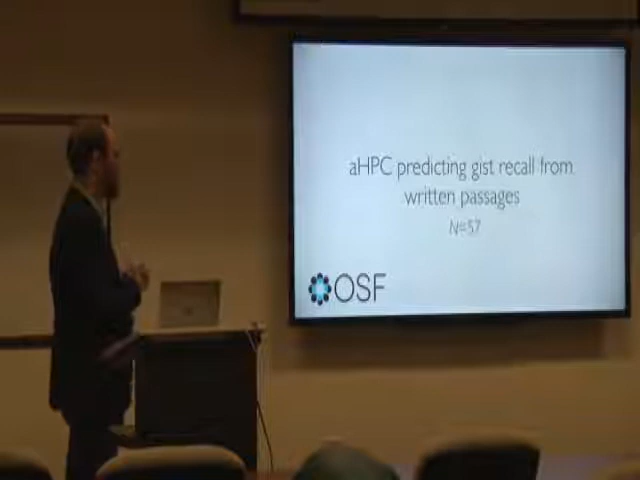 aHPC predicting gist recall from
written passages
N=57
OSF